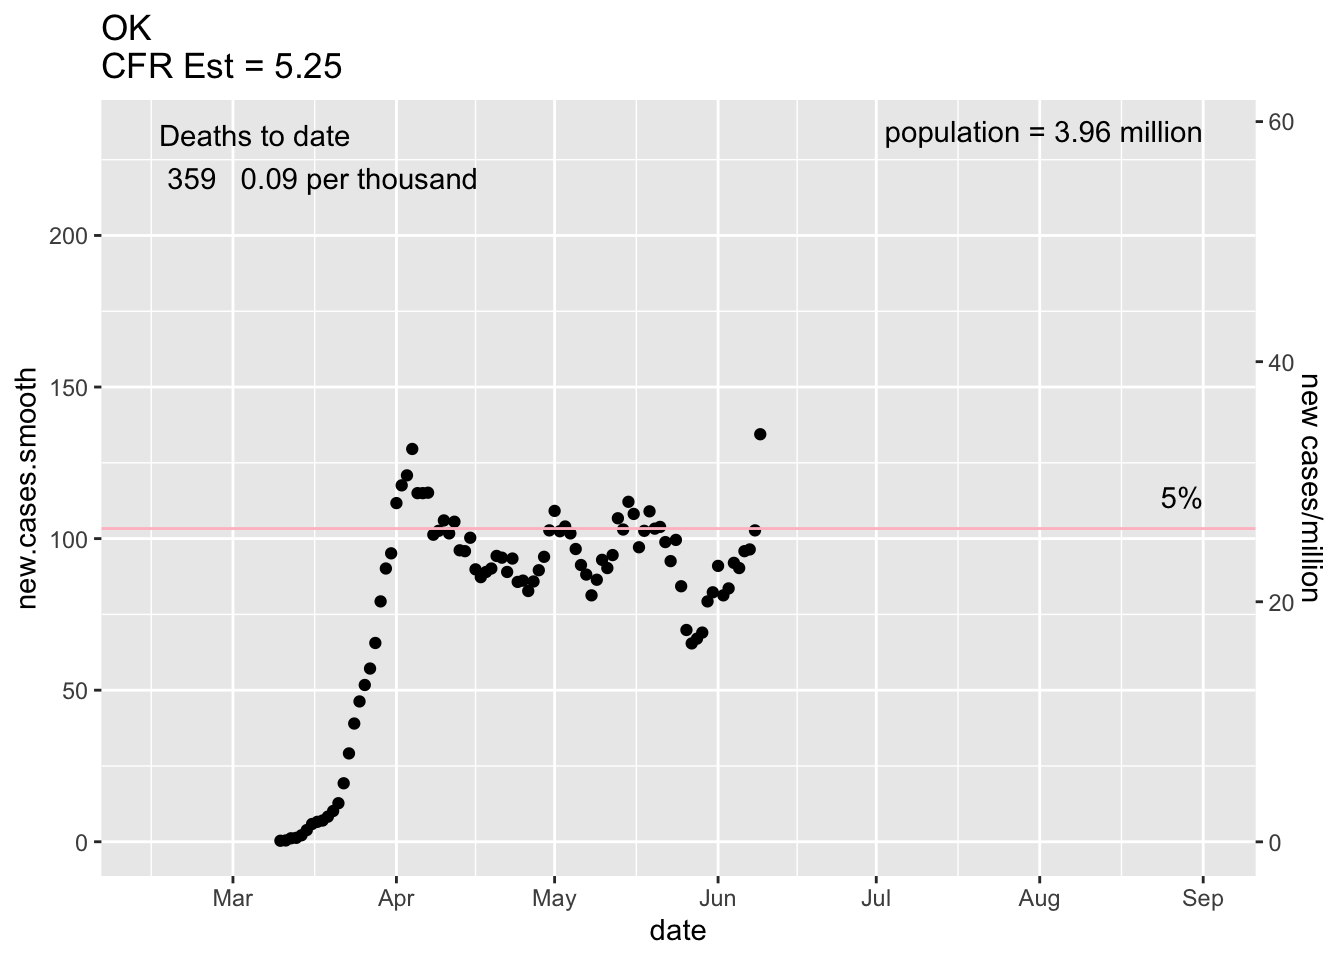 OK
CFR Est = 5.25
Deaths to date
359 0.09 per thousand
population = 3.96 million
5%
new.cases.smooth
200
150
100
50
0
60
40
20
0
new cases/million
Mar Apr May Jun Jul Aug Sep
date